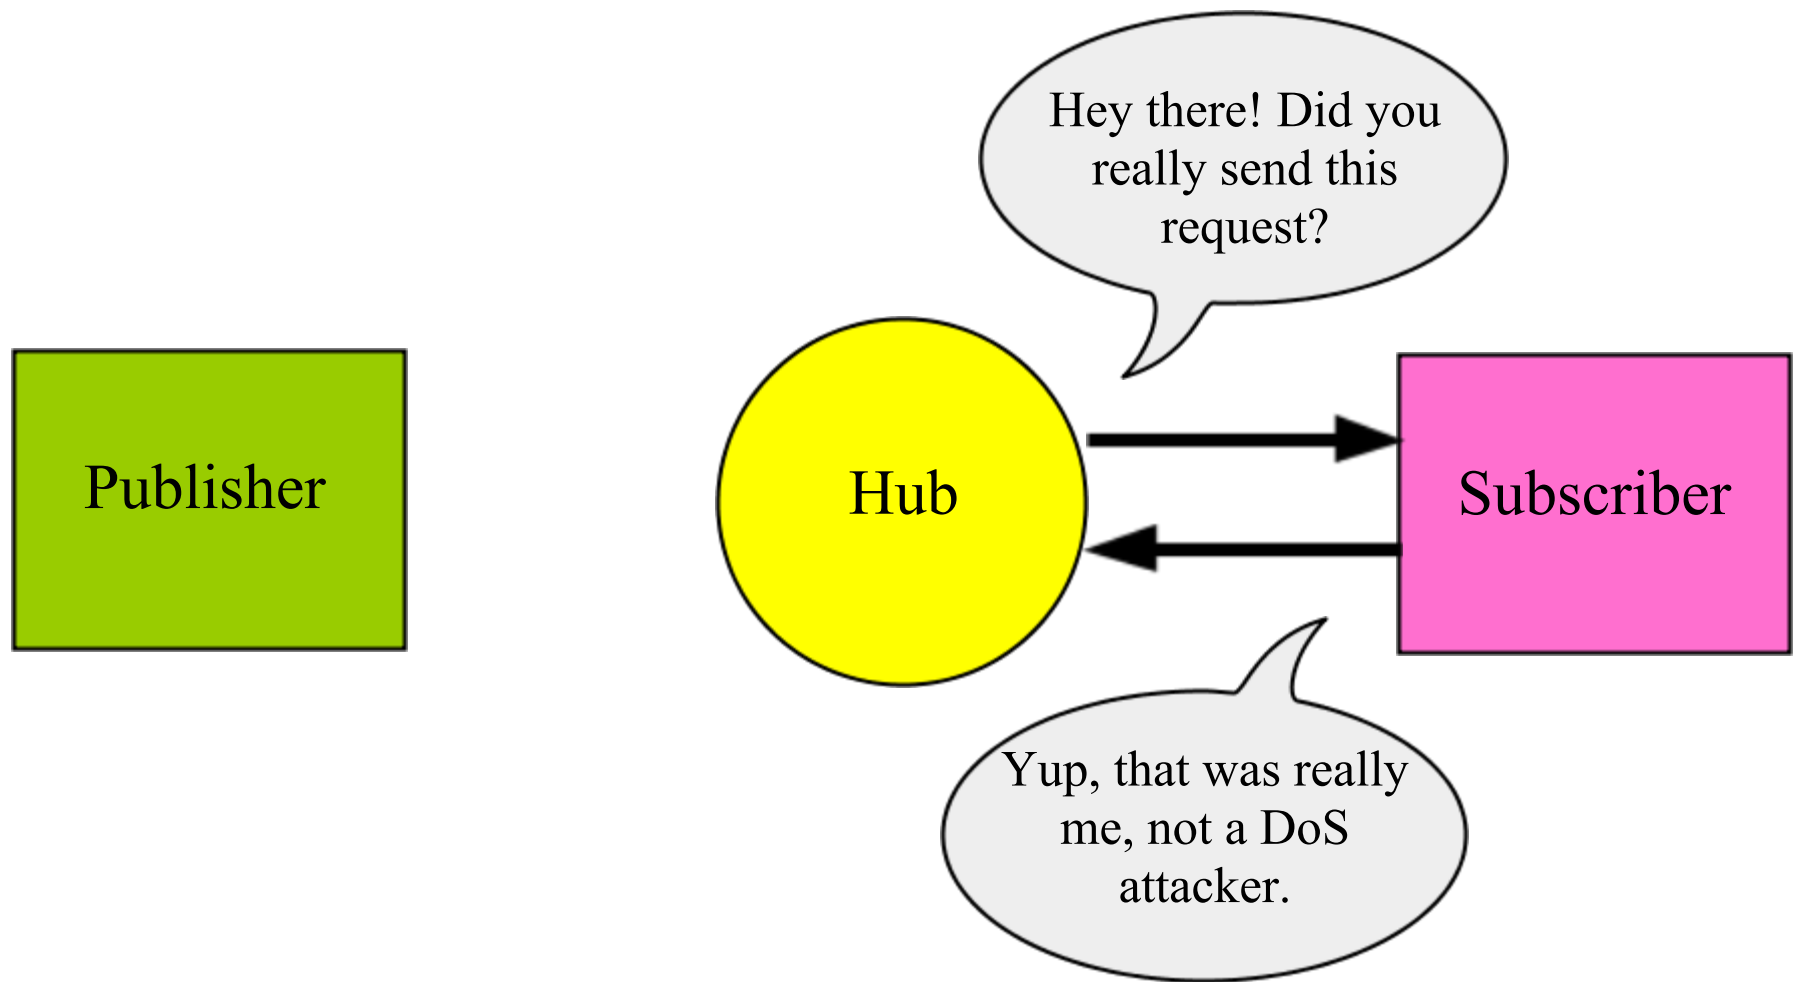 Hey there! Did you
really send this
request?
Publisher
Hub
Subscriber
Yup, that was really
me, not a DoS
attacker.